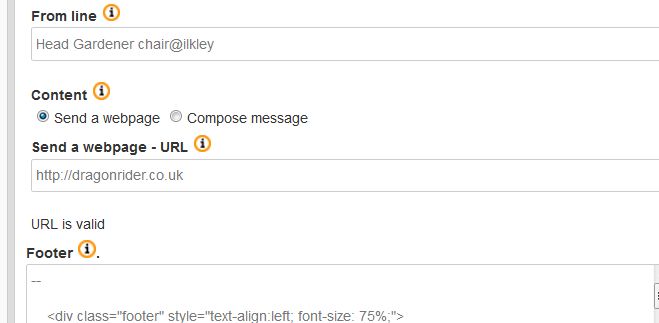 From line
Head Gardener chair@ilkley
Content
Send a webpage Compose message
Send a webpage - URL
http://dragonrider.co.uk
URL is valid
Footer .
--
<div class="footer" style="text-align:left; font-size: 75%;">